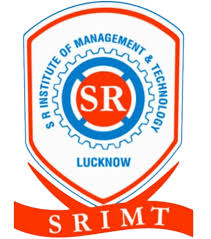 S R INSTITUTE OF MANAGEMENT & TECHNOLOGY
SR
LUCKNOW
SRIMT